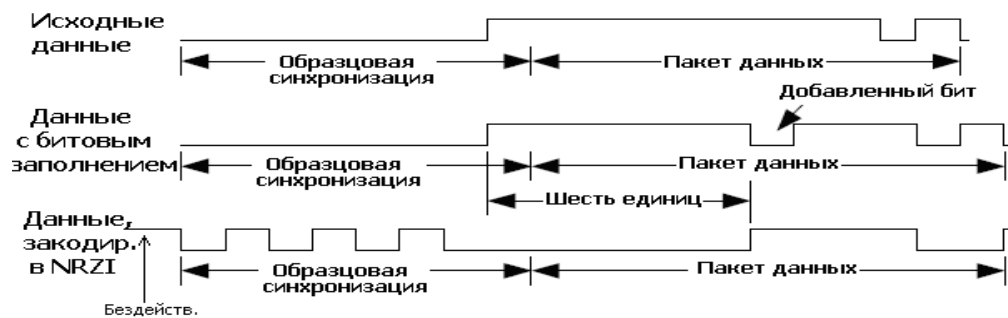 Исходные
данные
Образцовая
синхронизация
Пакет данных
Добавленный бит
Данные
с битовым
заполнением
Образцовая
синхронизация
Пакет данных
Шесть единиц
Данные,
закодир.
в NRZI
Образцовая
синхронизация
Пакет данных
Бездейств.